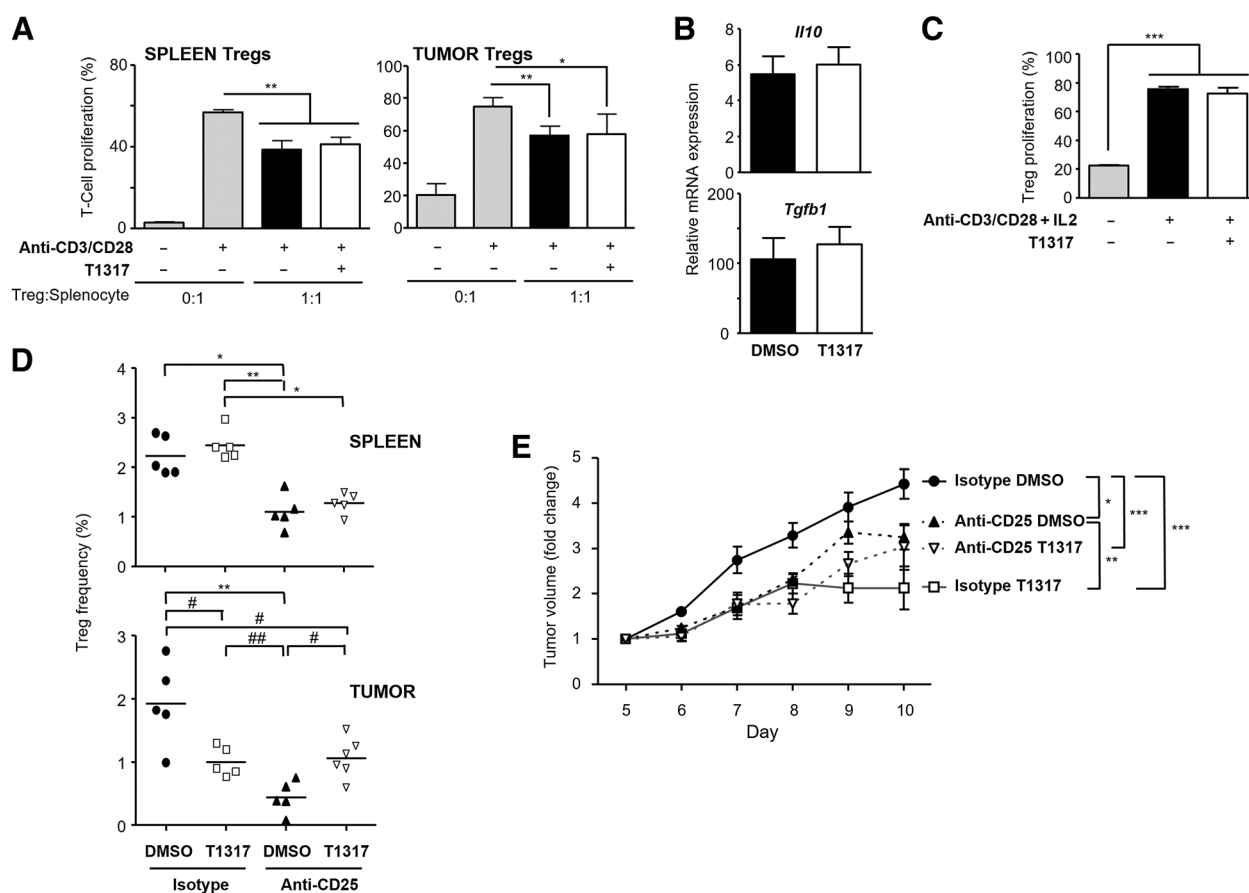 A
SPLEEN Tregs
T-Cell proliferation (%)
80
40
0
**
TUMOR Tregs
100
80
60
40
20
0
*
**
Anti-CD3/CD28 – + + + – + + +
T1317 – – – + – – – +
Treg:Splenocyte 0:1 1:1 0:1 1:1
B
Relative mRNA expression
Il10
8
6
4
2
0
Tgfb1
200
100
0
DMSO T1317
C
Treg proliferation (%)
100
80
60
40
20
0
***
Anti-CD3/CD28 + IL2 – + +
T1317 – – +
D
Treg frequency (%)
4
3
2
1
0
*
**
*
SPLEEN
3
2
1
0
**
#
#
## #
TUMOR
DMSO T1317 DMSO T1317
Isotype Anti-CD25
E
Tumor volume (fold change)
5
4
3
2
1
0
5 6 7 8 9 10
Day
Isotype DMSO
Anti-CD25 DMSO
Anti-CD25 T1317
Isotype T1317
*
***
**
***